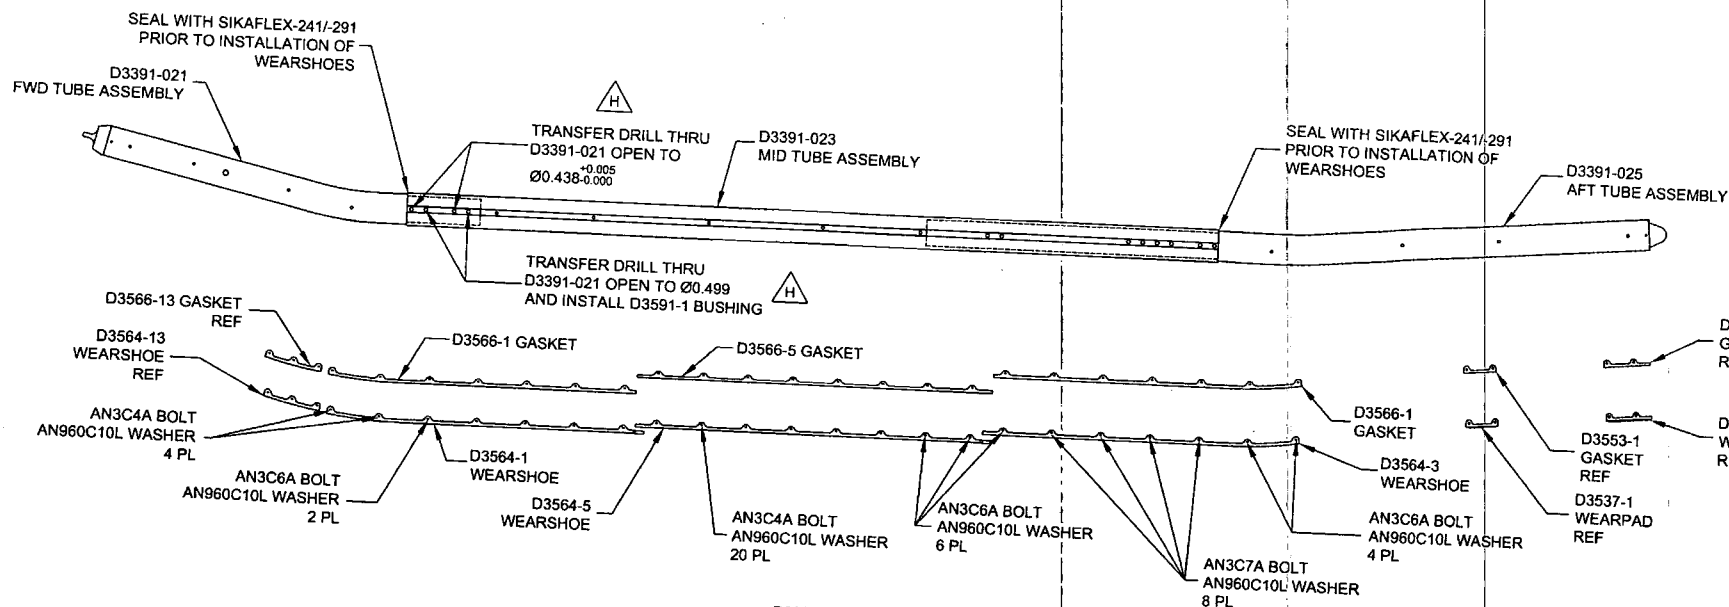 SEAL WITH SIKAFLEX-241/-291
PRIOR TO INSTALLATION OF
WEARSHOES
D3391-021
FWD TUBE ASSEMBLY
H
TRANSFER DRILL THRU
D3391-021 OPEN TO
Ø0.438+0.005-0.000
D3391-023
MID TUBE ASSEMBLY
SEAL WITH SIKAFLEX-241/-291
PRIOR TO INSTALLATION OF
WEARSHOES
D3391-025
AFT TUBE ASSEMBLY
TRANSFER DRILL THRU
D3391-021 OPEN TO Ø0.499
AND INSTALL D3591-1 BUSHING
H
D3566-13 GASKET
REF
D3564-13
WEARSHOE
REF
D3566-1 GASKET
D3566-5 GASKET
AN3C4A BOLT
AN960C10L WASHER
4 PL
AN3C6A BOLT
AN960C10L WASHER
2 PL
D3564-1
WEARSHOE
D3564-5
WEARSHOE
AN3C4A BOLT
AN960C10L WASHER
20 PL
AN3C6A BOLT
AN960C10L WASHER
6 PL
AN3C7A BOLT
AN960C10L WASHER
8 PL
AN3C6A BOLT
AN960C10L WASHER
4 PL
D3566-1
GASKET
D3564-3
WEARSHOE
D3553-1
GASKET
REF
D3537-1
WEARPAD
REF
D
G
R
D
W
R